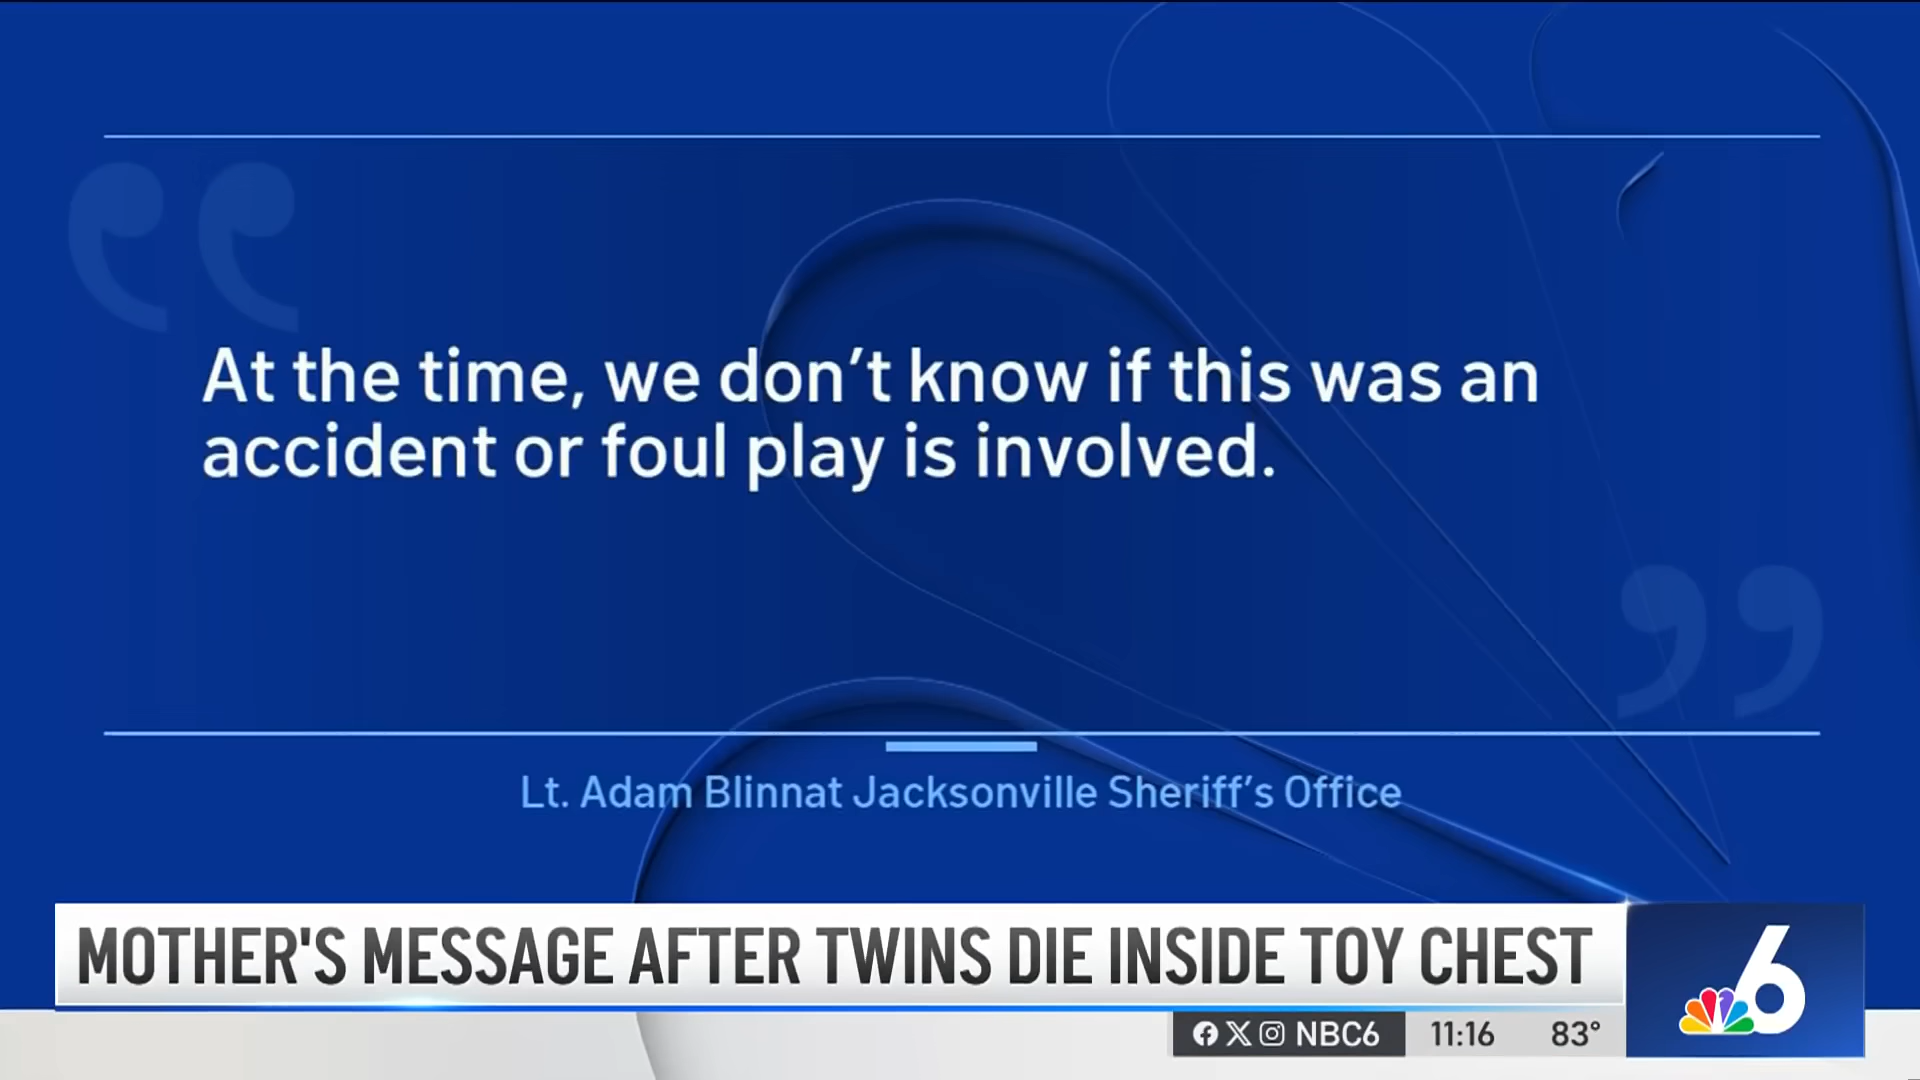 At the time, we don’t know if this was an
accident or foul play is involved.
Lt. Adam Blinnat Jacksonville Sheriff’s Office
MOTHER'S MESSAGE AFTER TWINS DIE INSIDE TOY CHEST
6
NBC6 11:16 83°